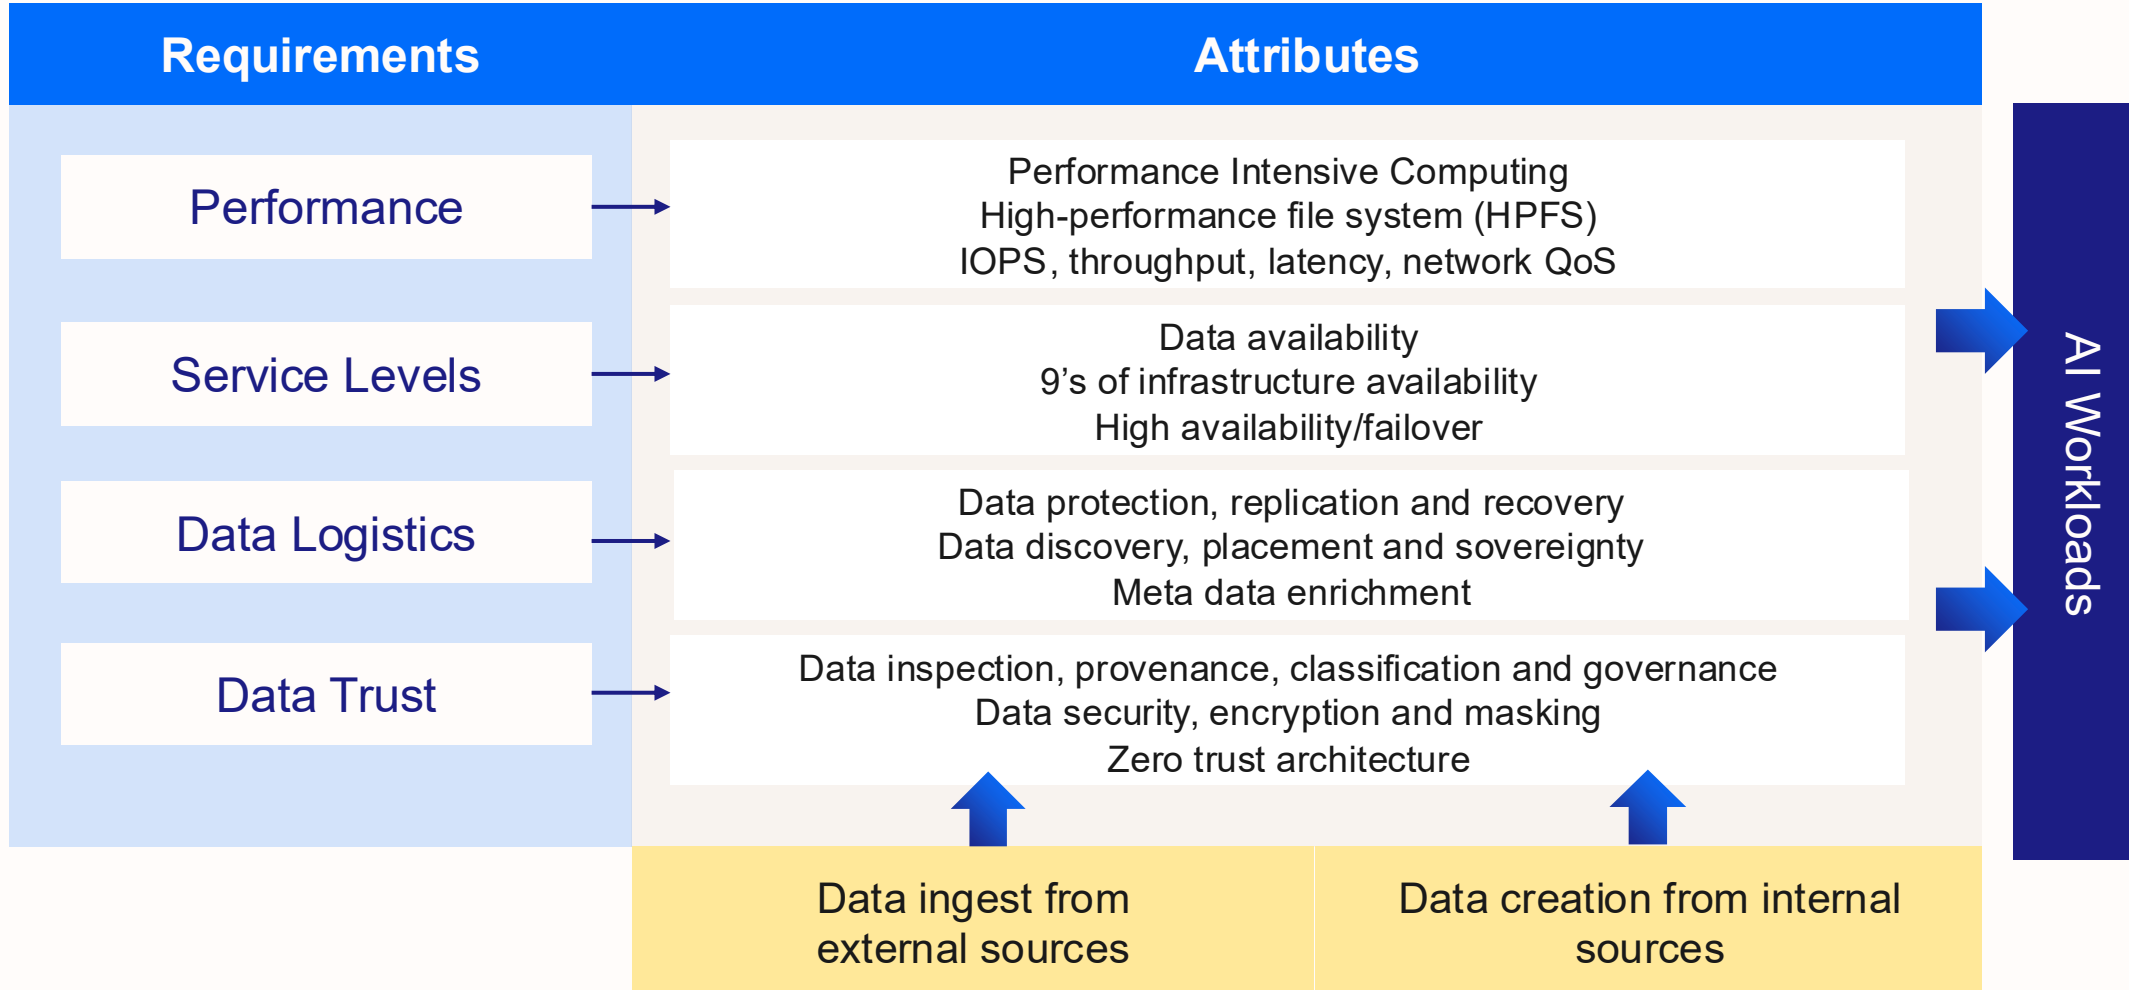 Requirements
Attributes
Performance
Performance Intensive Computing
High-performance file system (HPFS)
IOPS, throughput, latency, network QoS
Service Levels
Data availability
9’s of infrastructure availability
High availability/failover
Data Logistics
Data protection, replication and recovery
Data discovery, placement and sovereignty
Meta data enrichment
Data Trust
Data inspection, provenance, classification and governance
Data security, encryption and masking
Zero trust architecture
AI Workloads
Data ingest from
external sources
Data creation from internal
sources